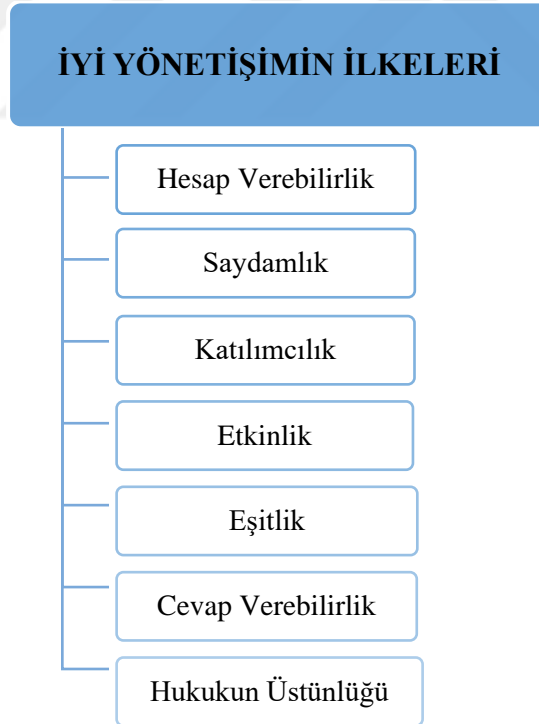 İYİ YÖNETİŞİMİN İLKELERİ
Hesap Verebilirlik
Saydamlık
Katılımcılık
Etkinlik
Eşitlik
Cevap Verebilirlik
Hukukun Üstünlüğü